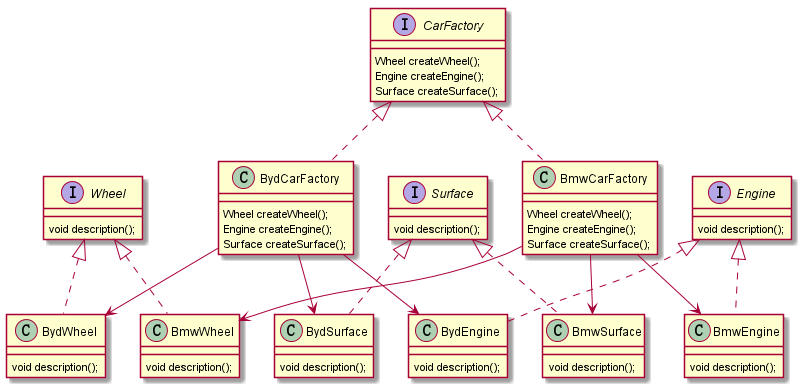 I CarFactory
Wheel createWheel();
Engine createEngine();
Surface createSurface();
C BydCarFactory
Wheel createWheel();
Engine createEngine();
Surface createSurface();
C BmwCarFactory
Wheel createWheel();
Engine createEngine();
Surface createSurface();
I Wheel
void description();
I Surface
void description();
I Engine
void description();
C BydWheel
void description();
C BmwWheel
void description();
C BydSurface
void description();
C BydEngine
void description();
C BmwSurface
void description();
C BmwEngine
void description();